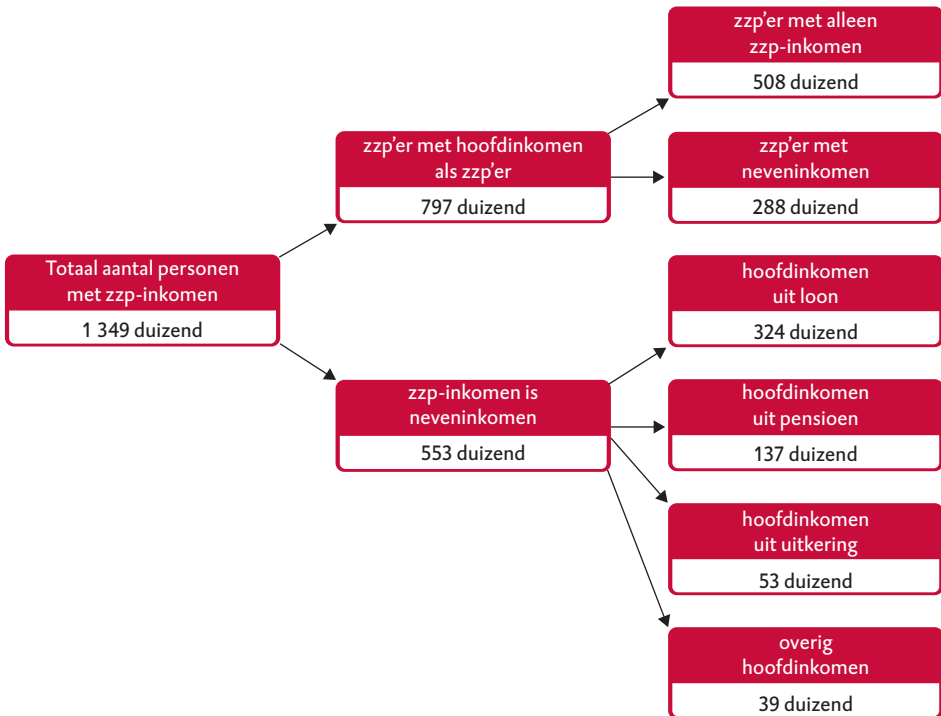 zzp'er met alleen
zzp-inkomen
508 duizend
zzp'er met hoofdinkomen
als zzp'er
797 duizend
zzp'er met
neveninkomen
288 duizend
Totaal aantal personen
met zzp-inkomen
1 349 duizend
hoofdinkomen
uit loon
324 duizend
zzp-inkomen is
neveninkomen
553 duizend
hoofdinkomen
uit pensioen
137 duizend
hoofdinkomen
uit uitkering
53 duizend
overig
hoofdinkomen
39 duizend